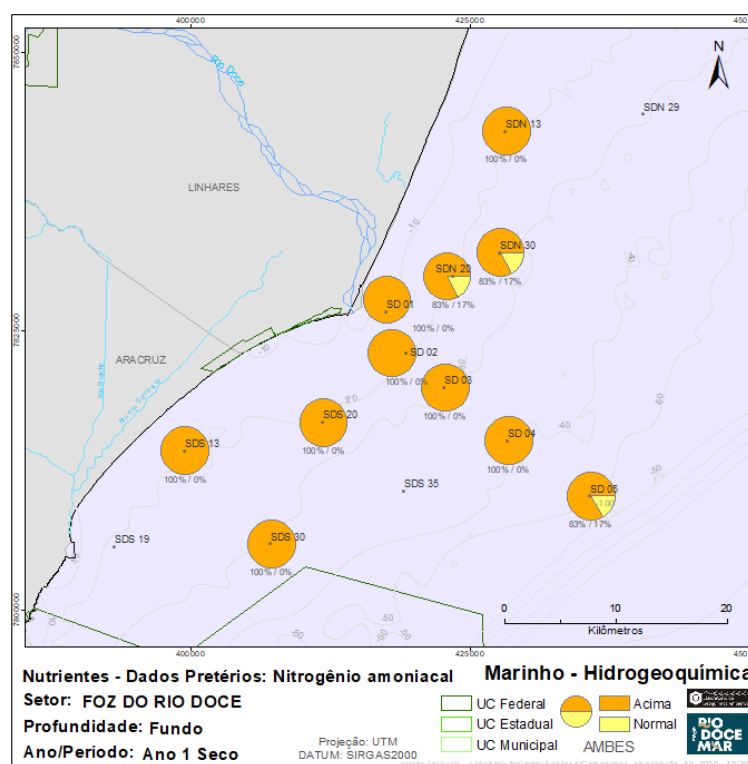 400000
425000
450
7850000
7825000
7800000
N
Rio Doce
LINHARES
ARACRUZ
SDN 29
SDN 13
100% / 0%
-10
-40
SDN 30
83% / 17%
SDN 20
83% / 17%
SD 01
100% / 0%
SD 02
100% / 0%
SD 03
100% / 0%
SDS 20
100% / 0%
SD 04
100% / 0%
-40
SDS 13
100% / 0%
SDS 35
SD 05
83% / 17%
-50
SDS 19
SDS 30
100% / 0%
-50
-50
0 10 20
Kilômetros
400000
425000
450
Nutrientes - Dados Pretérios: Nitrogênio amoniacal
Setor: FOZ DO RIO DOCE
Profundidade: Fundo
Ano/Período: Ano 1 Seco
Projeção: UTM
DATUM: SIRGAS2000
Marinho - Hidrogeoquímica
UC Federal
UC Estadual
UC Municipal
Acima
Normal
AMBES
RIO
DOCE
MAR